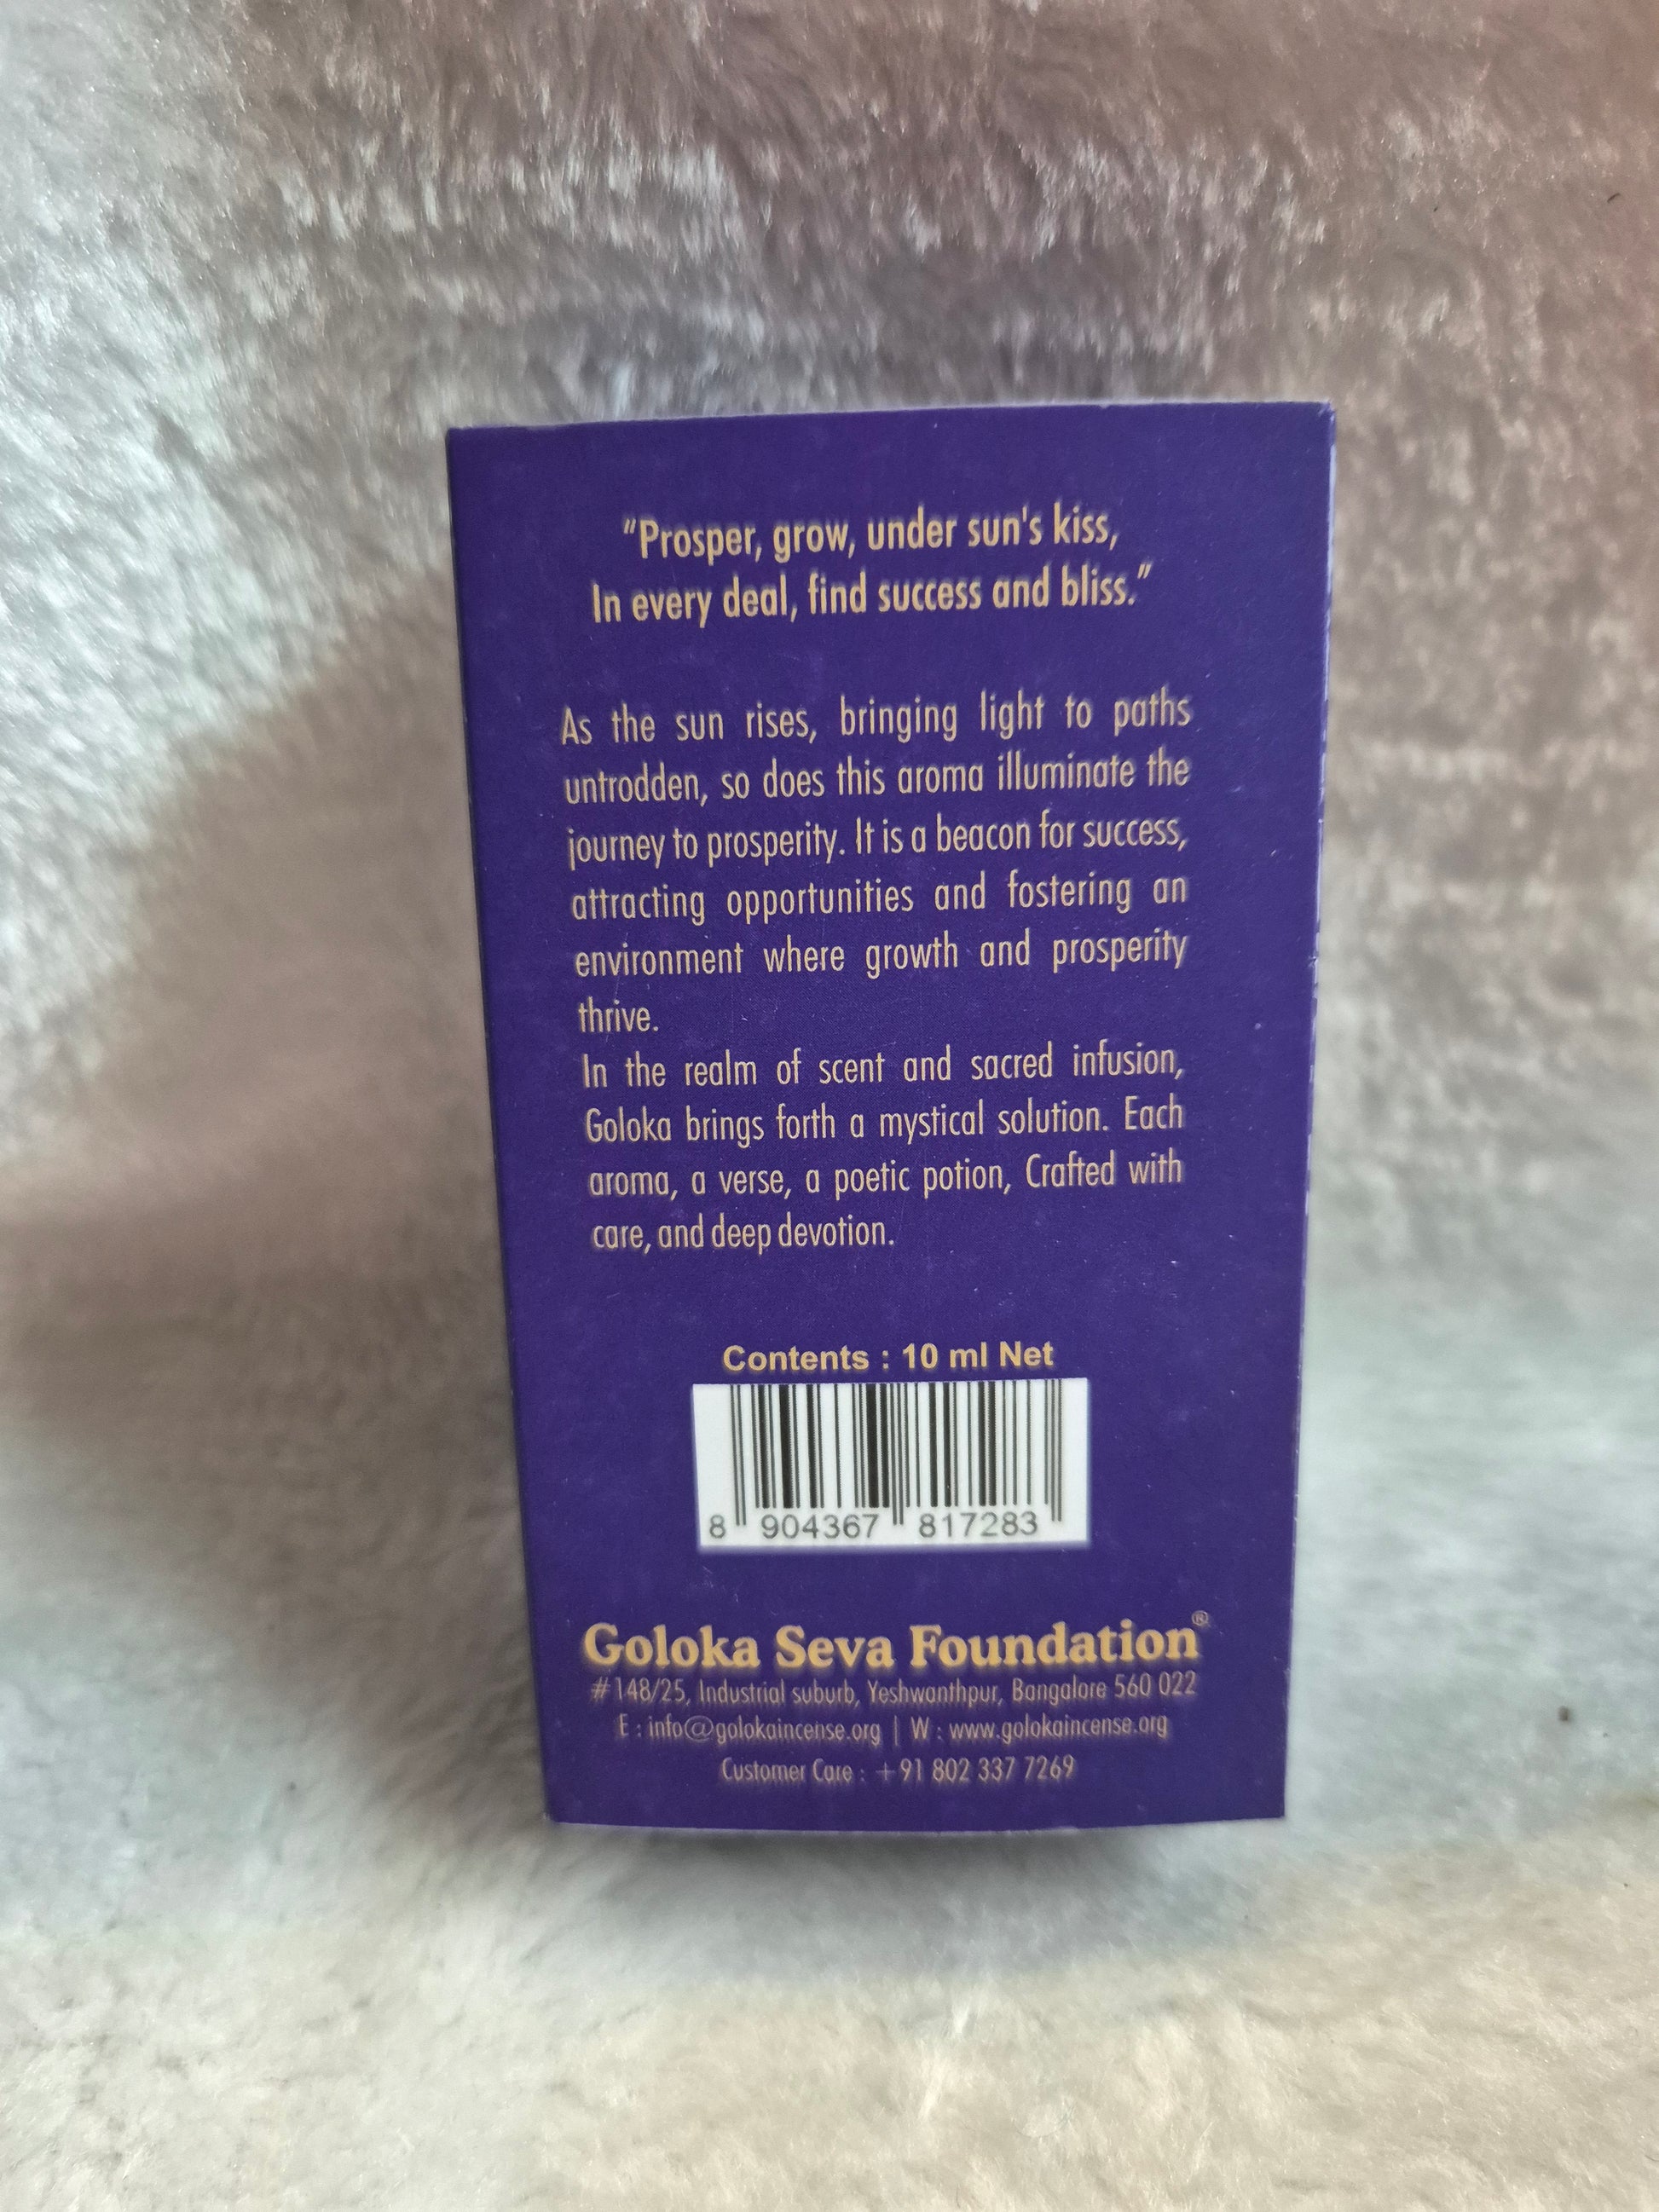 “Prosper, grow, under sun's kiss,
In every deal, find success and bliss.”
As the sun rises, bringing light to paths
untrodden, so does this aroma illuminate the
journey to prosperity. It is a beacon for success,
attracting opportunities and fostering an
environment where growth and prosperity
thrive.
In the realm of scent and sacred infusion,
Goloka brings forth a mystical solution. Each
aroma, a verse, a poetic potion, Crafted with
care, and deep devotion.
Contents : 10 ml Net
8 904367 817283
Goloka Seva Foundation®
#148/25, Industrial suburb, Yeshwanthpur, Bangalore 560 022
E : info@golokaincense.org | W : www.golokaincense.org
Customer Care : +91 802 337 7269